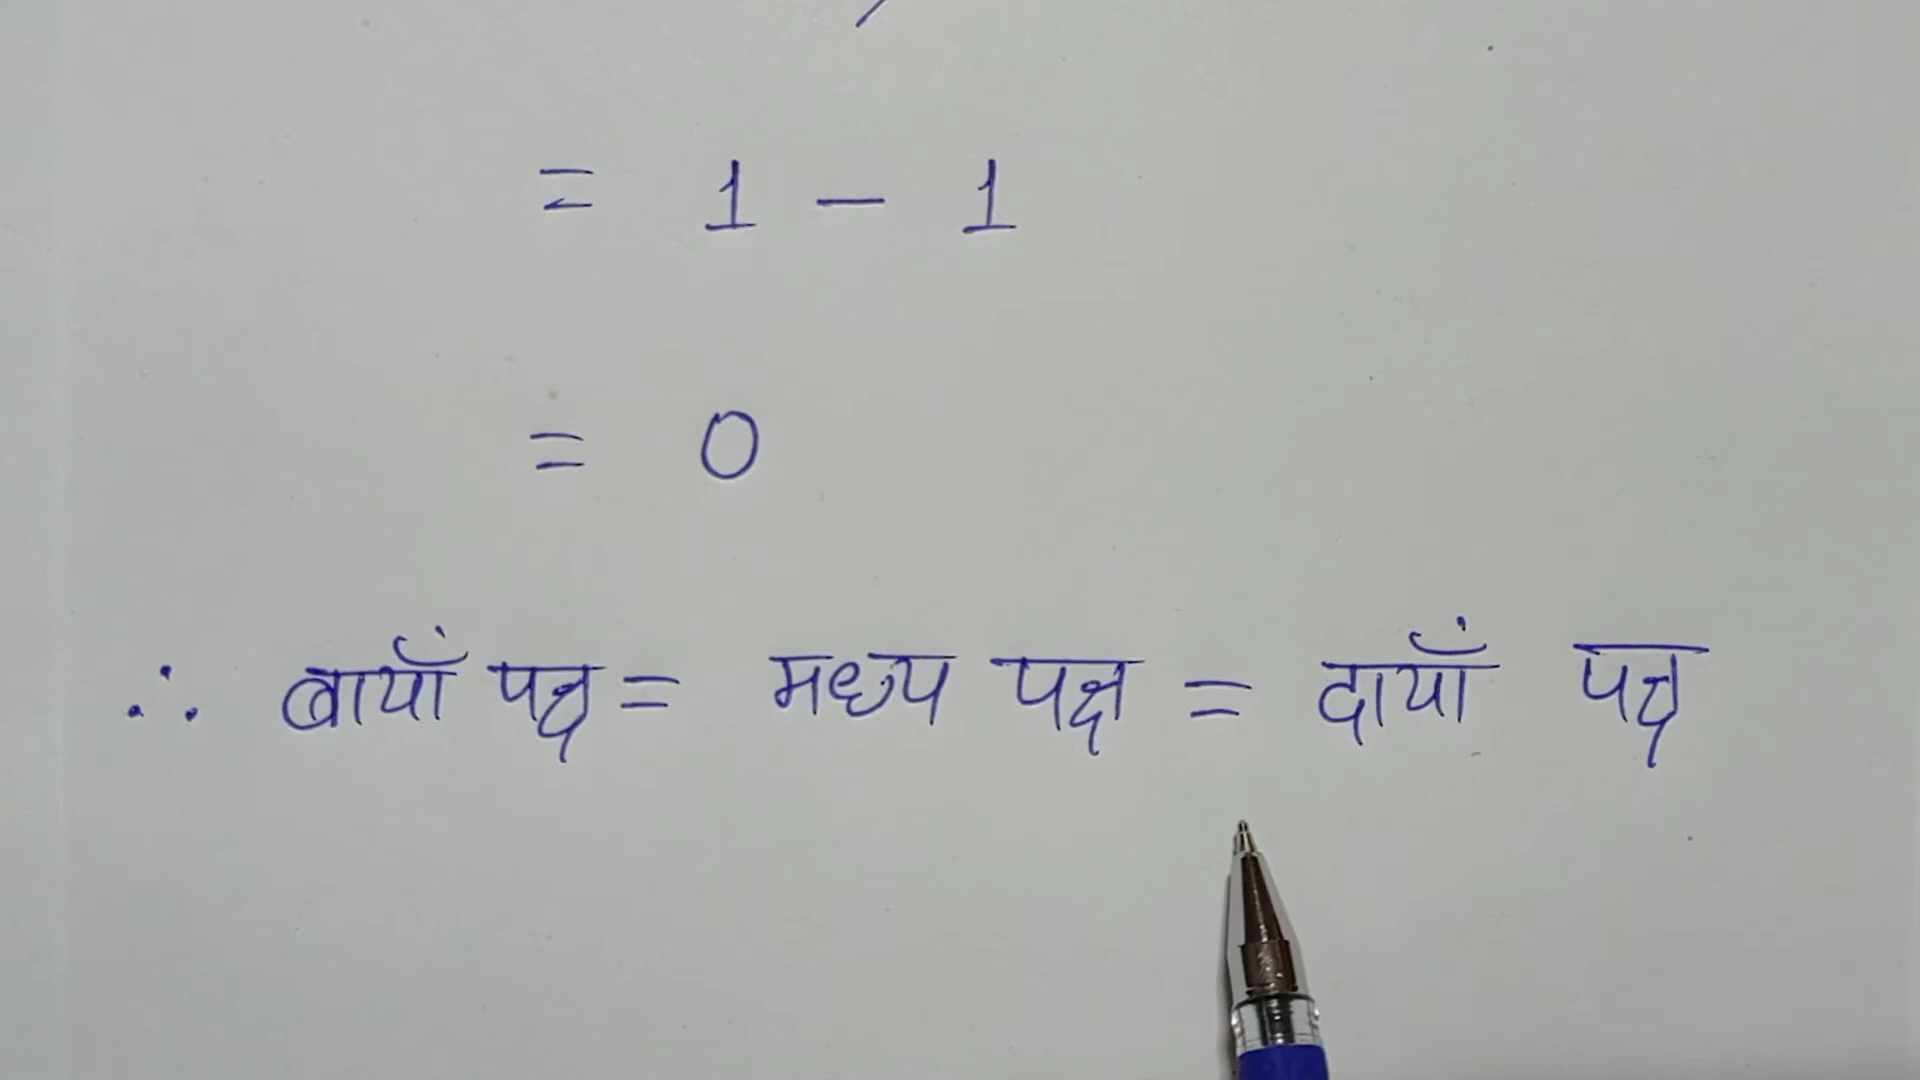 = 1 - 1
= 0
∴ बायाँ पक्ष = मध्य पक्ष = दायाँ पक्ष